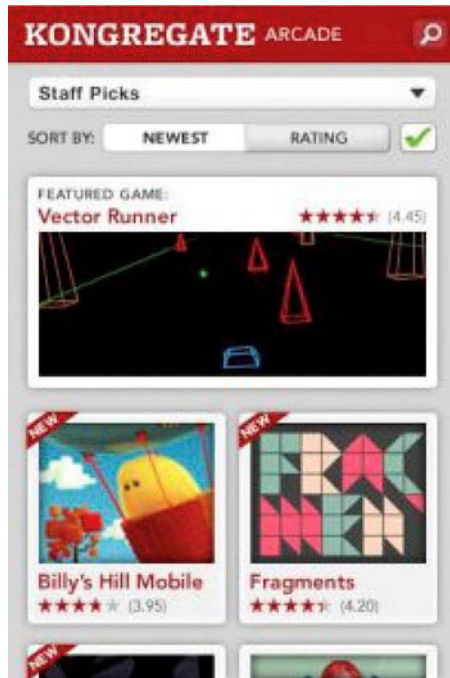 KONGREGATE ARCADE
Staff Picks
SORT BY: NEWEST RATING
FEATURED GAME:
Vector Runner (4.45)
NEW
NEW
Billy's Hill Mobile
Fragments
(3.95)
(4.20)
NEW